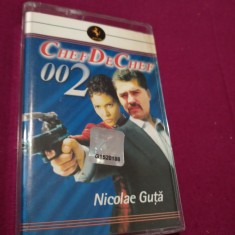 CHEF DE CHEF
002
Nicolae Guță